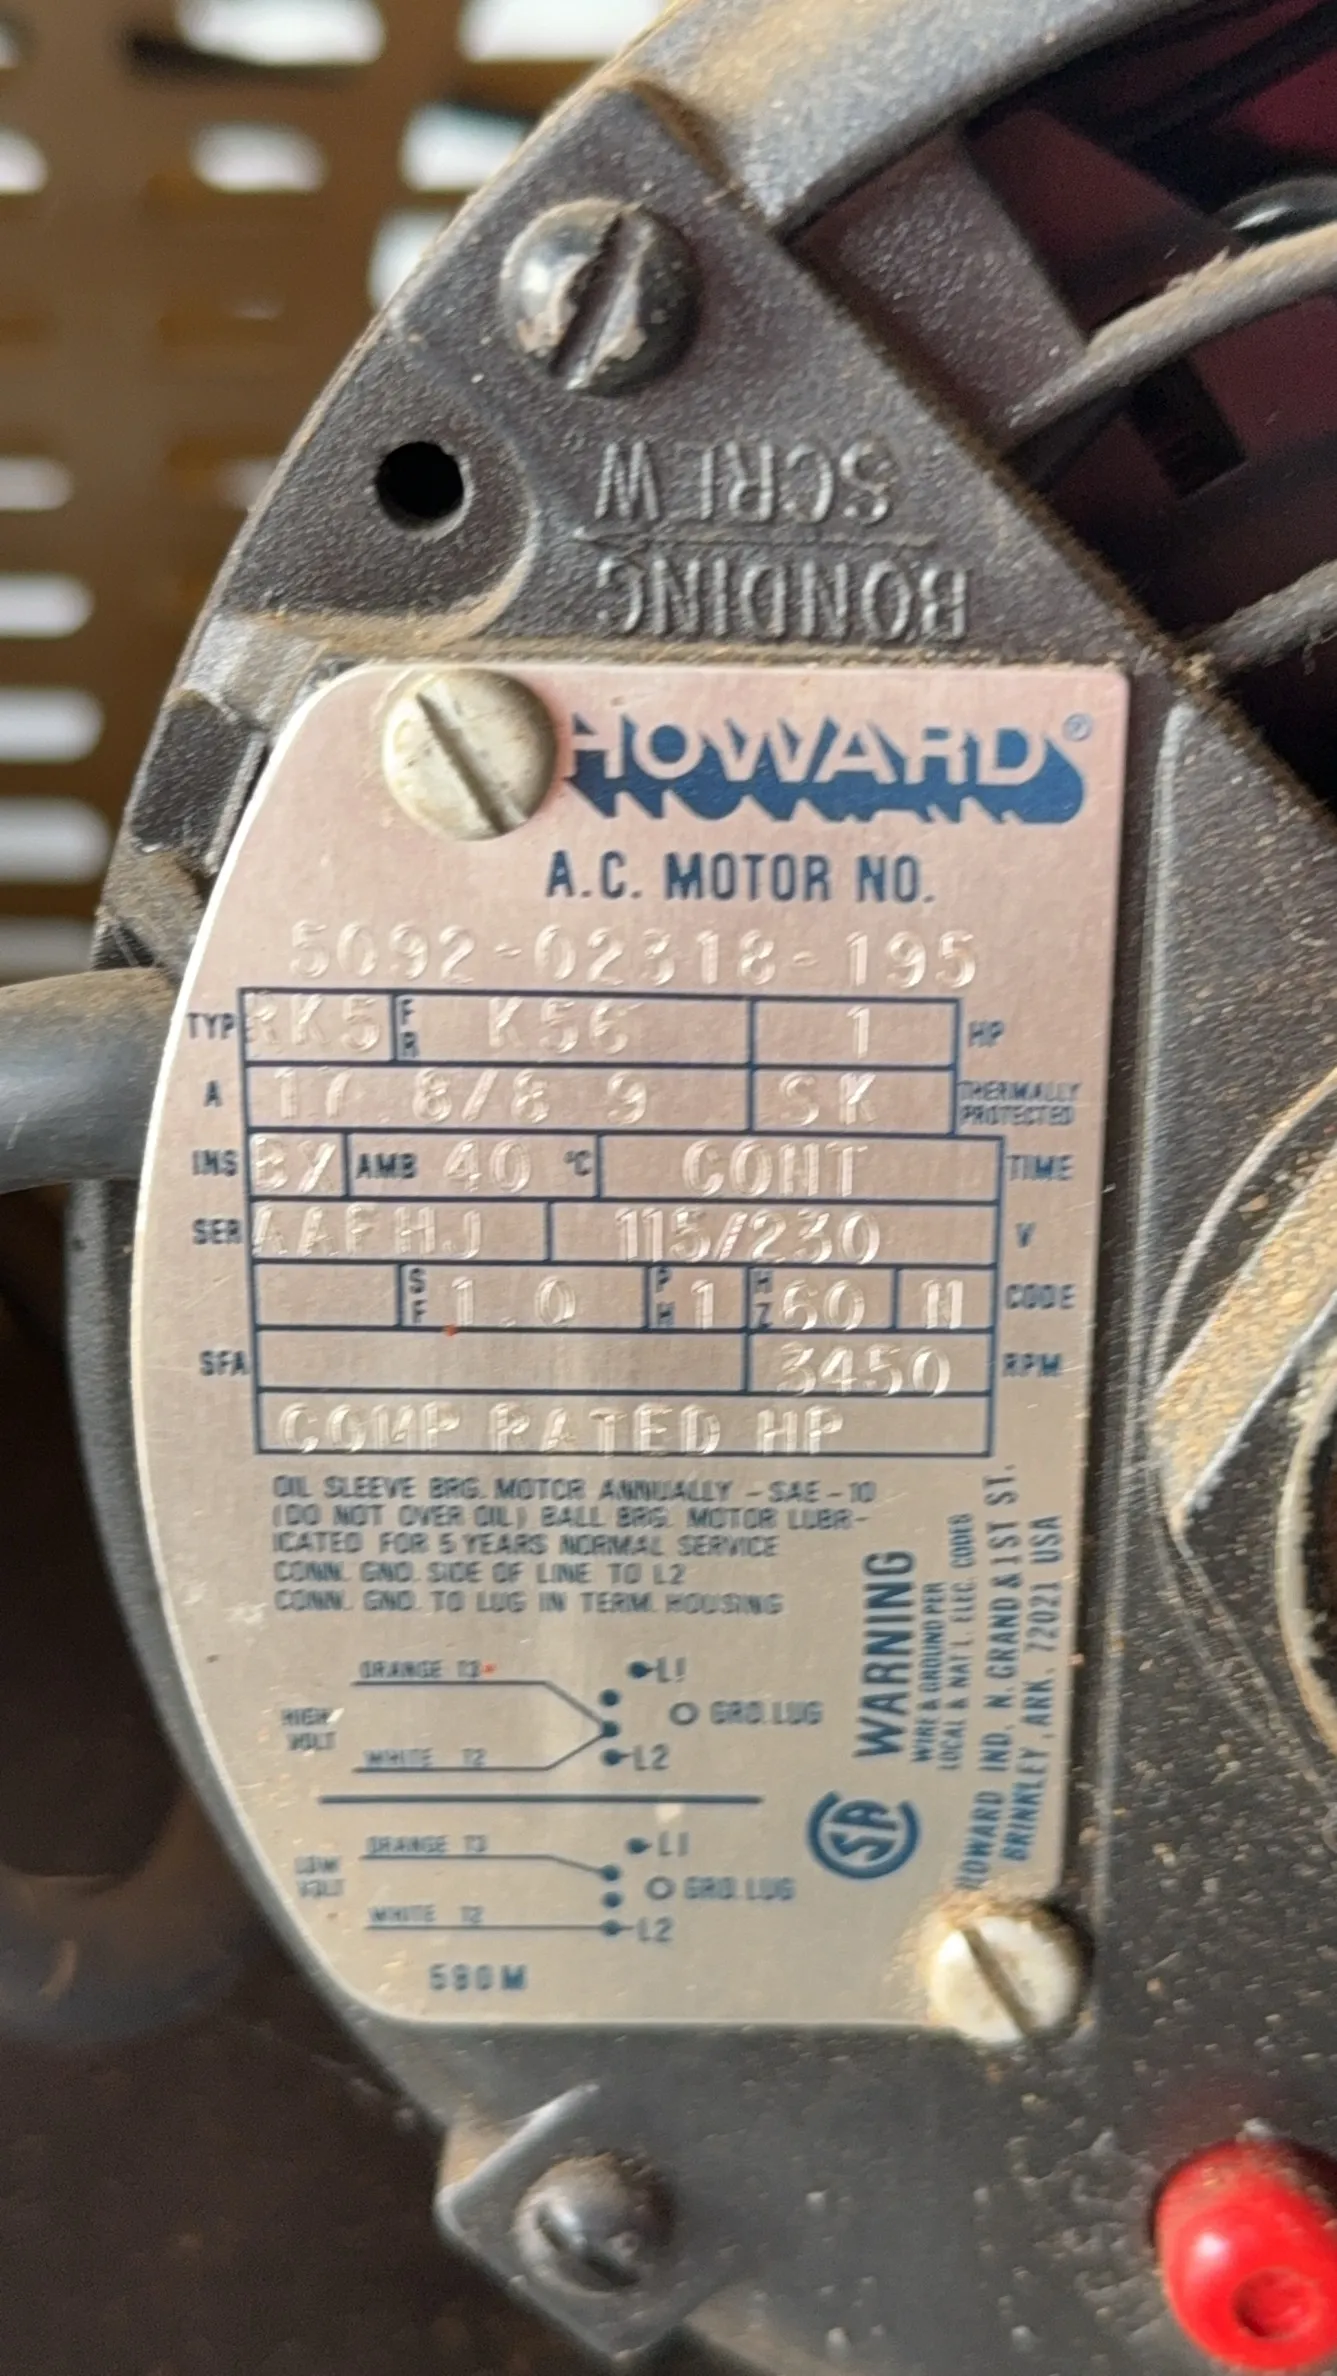 BONDING
SCREW
HOWARD®
A.C. MOTOR NO.
5092-02318-195
TYP RK5 FR K56 1 HP
A 17.8/8.9 SK THERMALLY PROTECTED
INS BX AMB 40 °C CONT TIME
SER AAFHJ 115/230 V
SF 1.0 PH 1 HZ 60 N CODE
SFA 3450 RPM
COMP RATED HP
OIL SLEEVE BRG. MOTOR ANNUALLY - SAE - 10
(DO NOT OVER OIL) BALL BRG. MOTOR LUBR-
ICATED FOR 5 YEARS NORMAL SERVICE
CONN. GND. SIDE OF LINE TO L2
CONN. GND. TO LUG IN TERM. HOUSING
HIGH VOLT
ORANGE T3
WHITE T2
L1
GRD. LUG
L2
LOW VOLT
ORANGE T3
WHITE T2
L1
GRD. LUG
L2
580M
SA
WARNING
WIRE & GROUND PER
LOCAL & NAT'L ELEC. CODES
HOWARD IND. N. GRAND & 1ST ST.
BRINKLEY, ARK. 72021 USA